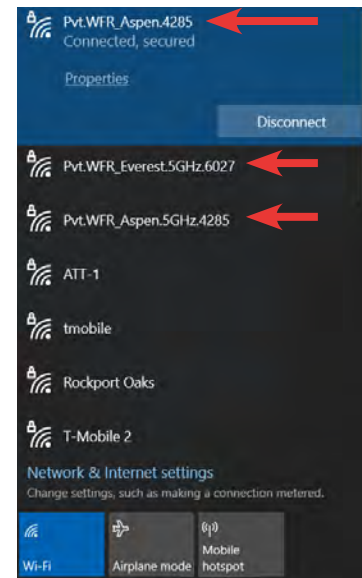 Pvt.WFR_Aspen.4285
Connected, secured
Properties
Disconnect
Pvt.WFR_Everest.5GHz.6027
Pvt.WFR_Aspen.5GHz.4285
ATT-1
tmobile
Rockport Oaks
T-Mobile 2
Network & Internet settings
Change settings, such as making a connection metered.
Wi-Fi
Airplane mode
Mobile
hotspot